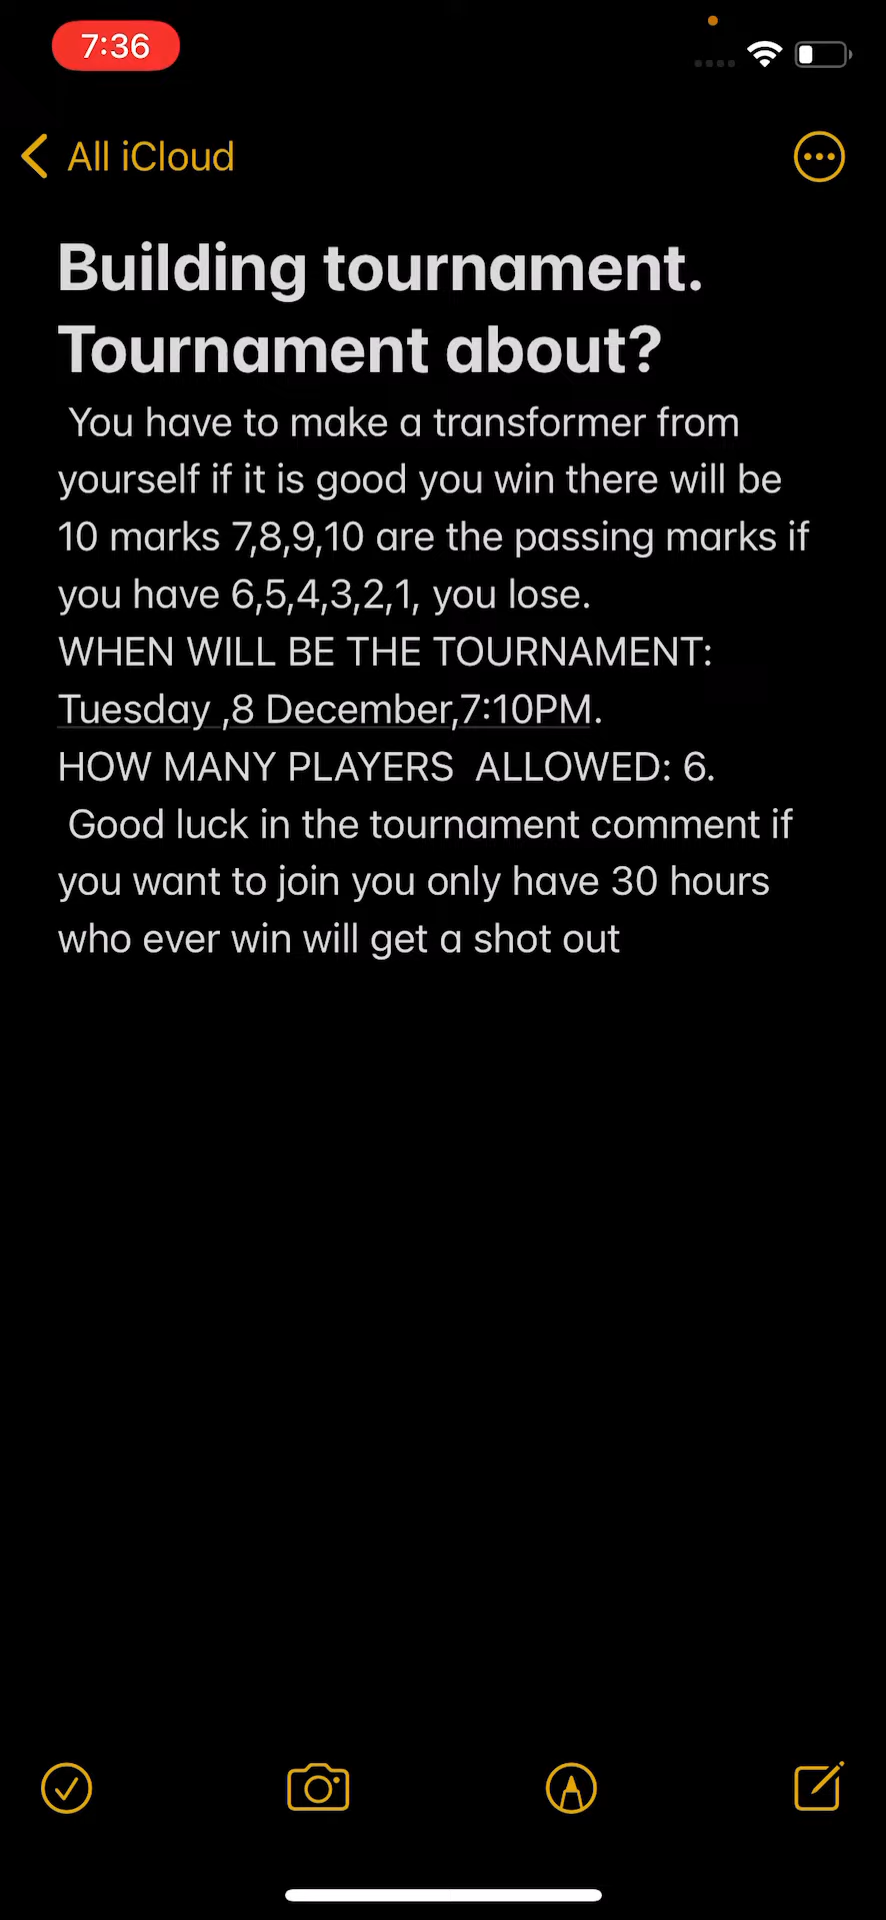 7:36
All iCloud
Building tournament.
Tournament about?
You have to make a transformer from
yourself if it is good you win there will be
10 marks 7,8,9,10 are the passing marks if
you have 6,5,4,3,2,1, you lose.
WHEN WILL BE THE TOURNAMENT:
Tuesday ,8 December,7:10PM.
HOW MANY PLAYERS  ALLOWED: 6.
Good luck in the tournament comment if
you want to join you only have 30 hours
who ever win will get a shot out